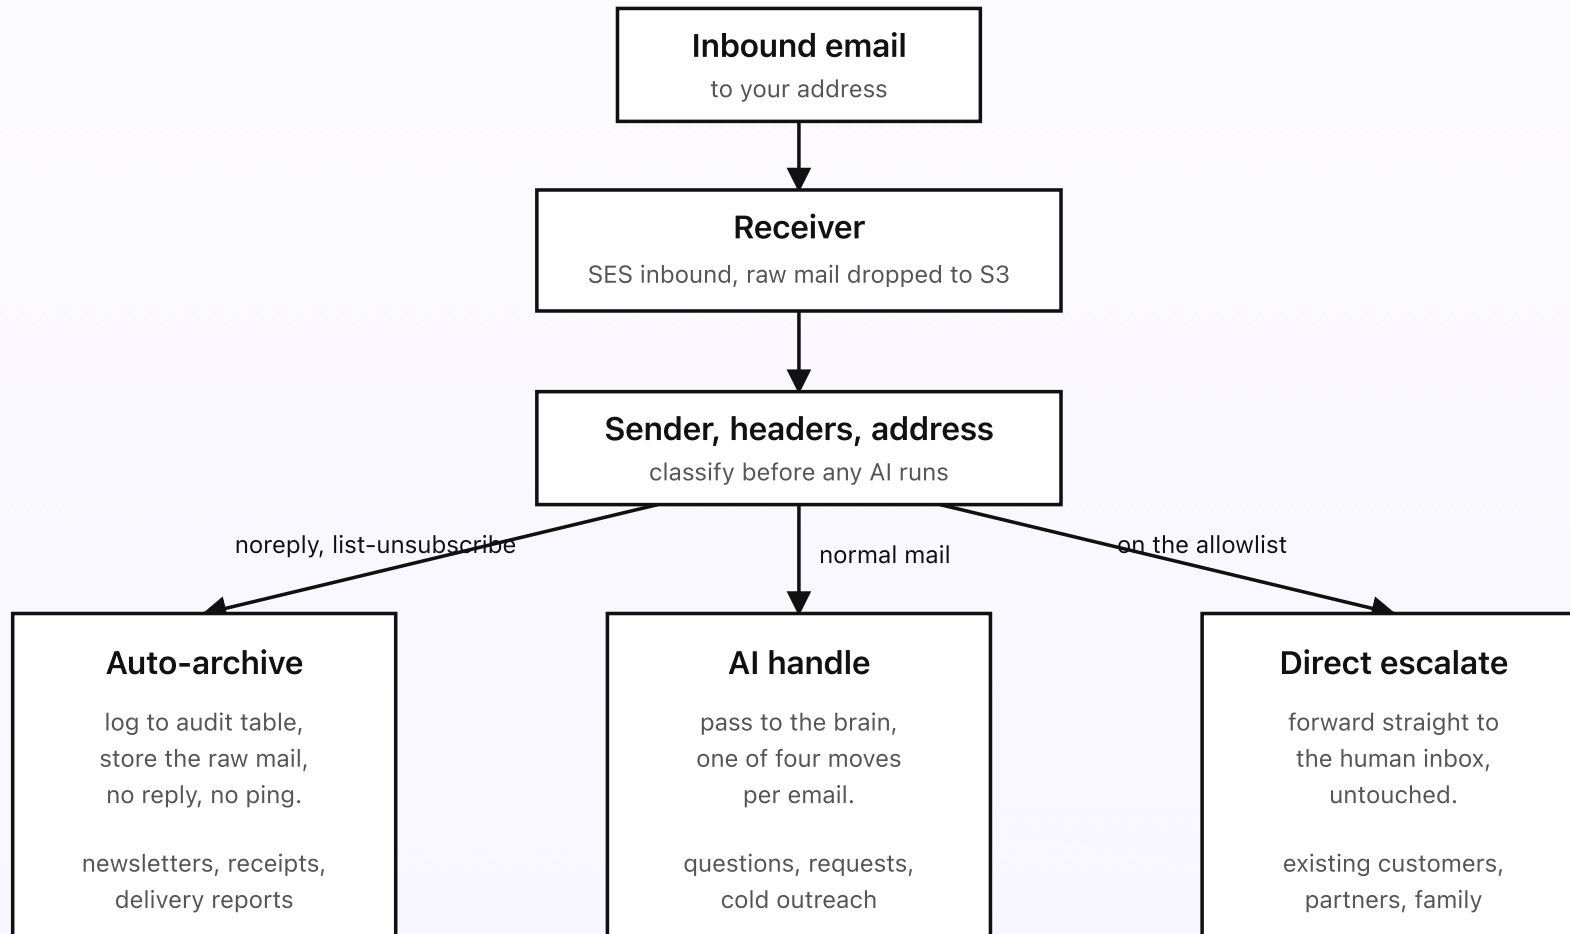 Inbound email
to your address
Receiver
SES inbound, raw mail dropped to S3
Sender, headers, address
classify before any AI runs
noreply, list-unsubscribe
normal mail
on the allowlist
Auto-archive
log to audit table,
store the raw mail,
no reply, no ping.
newsletters, receipts,
delivery reports
AI handle
pass to the brain,
one of four moves
per email.
questions, requests,
cold outreach
Direct escalate
forward straight to
the human inbox,
untouched.
existing customers,
partners, family